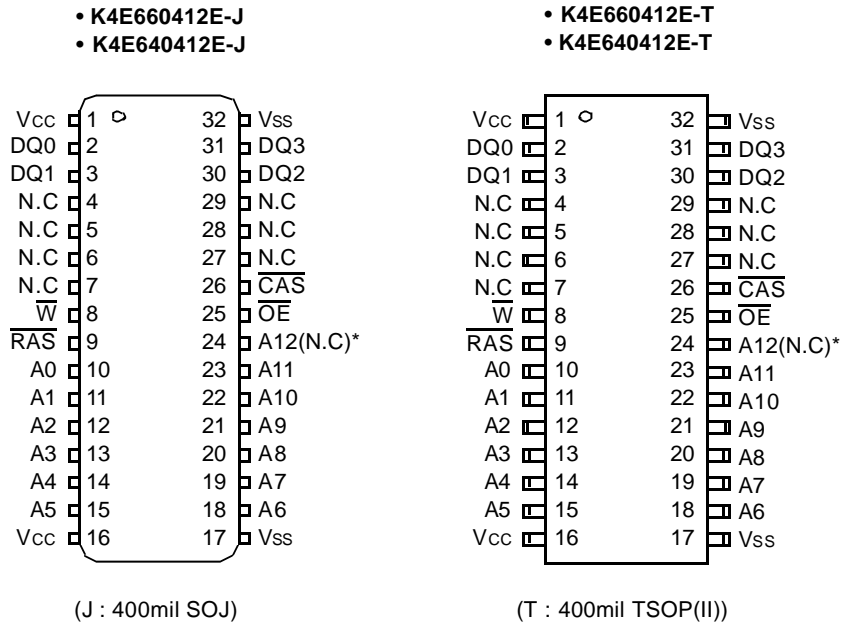 • K4E660412E-J
• K4E640412E-J
Vcc 1 32 Vss
DQ0 2 31 DQ3
DQ1 3 30 DQ2
N.C 4 29 N.C
N.C 5 28 N.C
N.C 6 27 N.C
N.C 7 26 C̅A̅S̅
W̅ 8 25 O̅E̅
R̅A̅S̅ 9 24 A12(N.C)*
A0 10 23 A11
A1 11 22 A10
A2 12 21 A9
A3 13 20 A8
A4 14 19 A7
A5 15 18 A6
Vcc 16 17 Vss
(J : 400mil SOJ)
• K4E660412E-T
• K4E640412E-T
Vcc 1 32 Vss
DQ0 2 31 DQ3
DQ1 3 30 DQ2
N.C 4 29 N.C
N.C 5 28 N.C
N.C 6 27 N.C
N.C 7 26 C̅A̅S̅
W̅ 8 25 O̅E̅
R̅A̅S̅ 9 24 A12(N.C)*
A0 10 23 A11
A1 11 22 A10
A2 12 21 A9
A3 13 20 A8
A4 14 19 A7
A5 15 18 A6
Vcc 16 17 Vss
(T : 400mil TSOP(II))